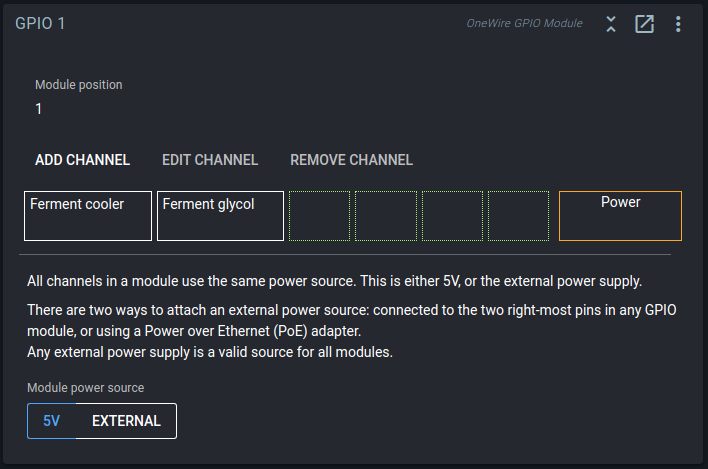 GPIO 1
OneWire GPIO Module
Module position
1
ADD CHANNEL EDIT CHANNEL REMOVE CHANNEL
Ferment cooler Ferment glycol Power
All channels in a module use the same power source. This is either 5V, or the external power supply.
There are two ways to attach an external power source: connected to the two right-most pins in any GPIO
module, or using a Power over Ethernet (PoE) adapter.
Any external power supply is a valid source for all modules.
Module power source
5V EXTERNAL